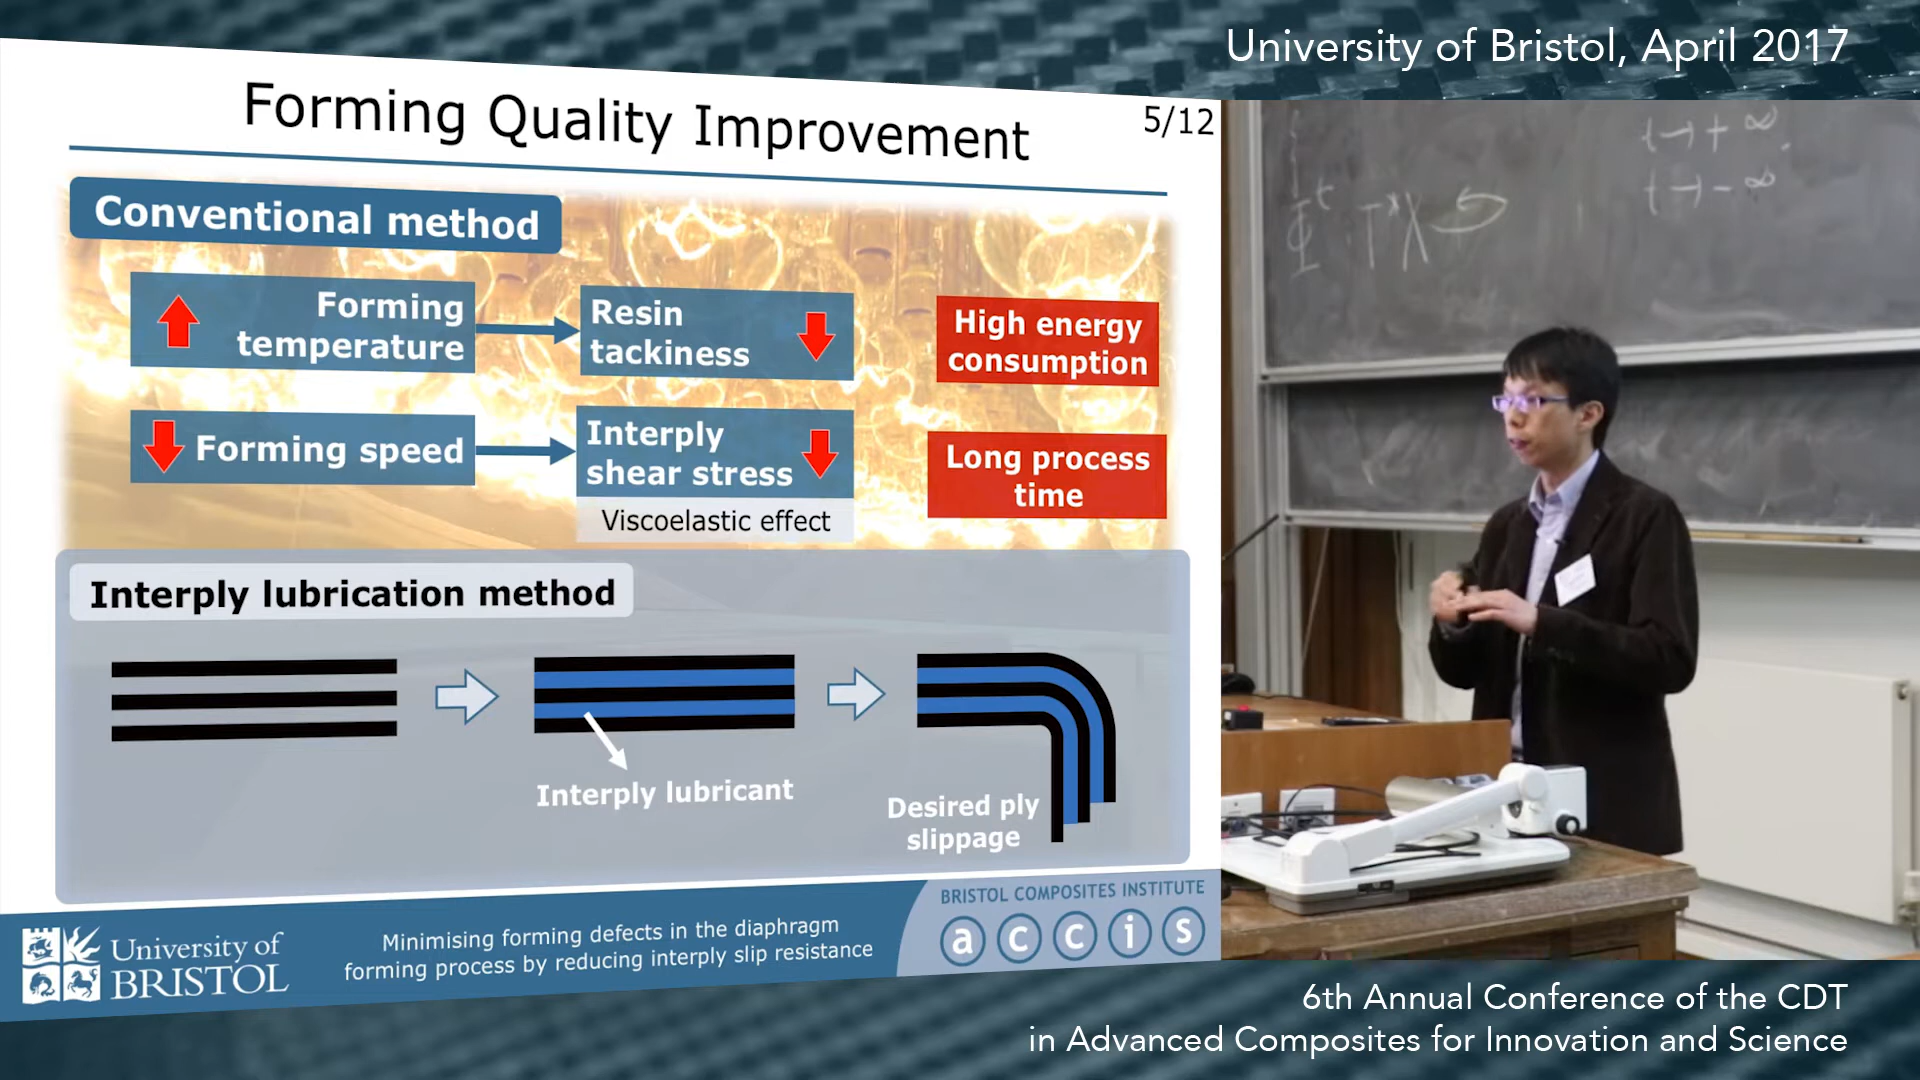 University of Bristol, April 2017
Forming Quality Improvement
5/12
Conventional method
Forming
temperature
Resin
tackiness
High energy
consumption
Forming speed
Interply
shear stress
Viscoelastic effect
Long process
time
Interply lubrication method
Interply lubricant
Desired ply
slippage
University of
BRISTOL
Minimising forming defects in the diaphragm
forming process by reducing interply slip resistance
BRISTOL COMPOSITES INSTITUTE
a c c i s
t → + ∞.
t → - ∞
Φ^t T*X
6th Annual Conference of the CDT
in Advanced Composites for Innovation and Science